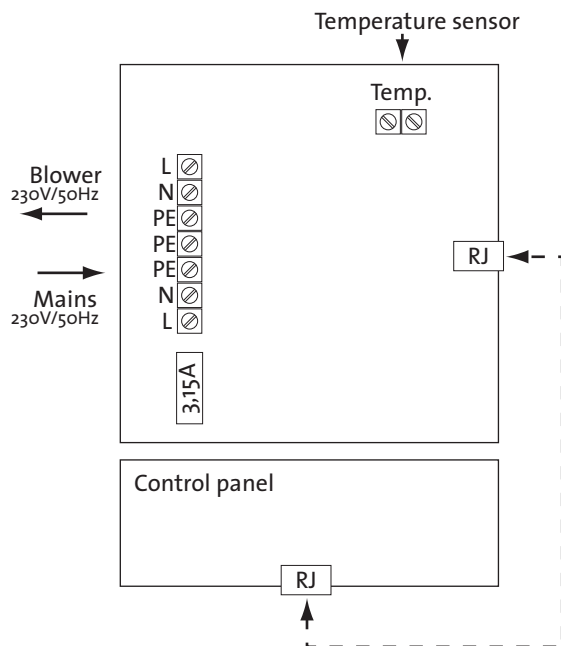 Temperature sensor
Temp.
Blower
230V/50Hz
L
N
PE
PE
PE
N
L
Mains
230V/50Hz
RJ
3,15A
Control panel
RJ